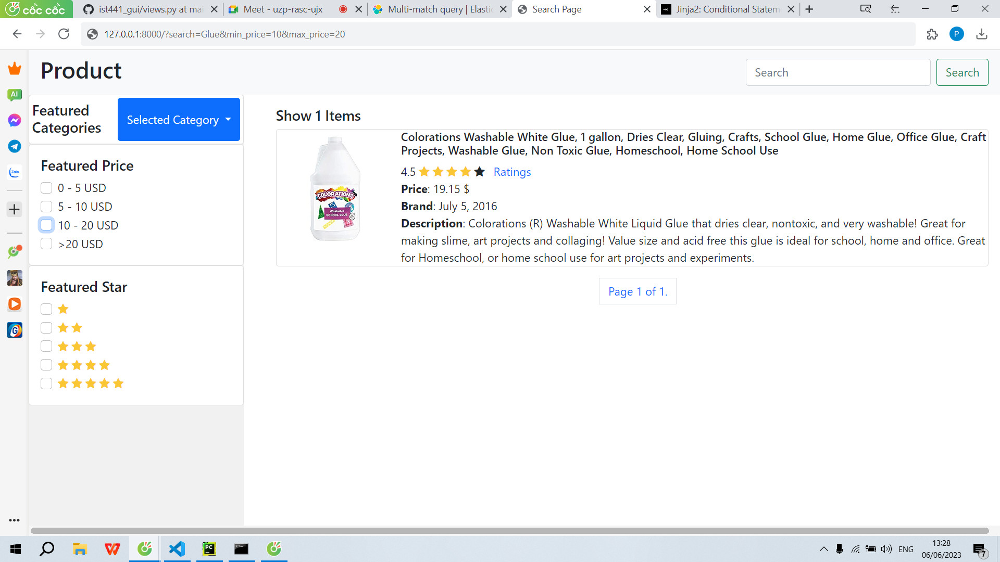 cốc cốc
ist441_gui/views.py at mai
Meet - uzp-rasc-ujx
Multi-match query | Elastic
Search Page
Jinja2: Conditional Statem
127.0.0.1:8000/?search=Glue&min_price=10&max_price=20
P
Product
Search
Search
AI
Zalo
Featured
Categories
Selected Category
Featured Price
0 - 5 USD
5 - 10 USD
10 - 20 USD
>20 USD
Featured Star
Show 1 Items
COLORATIONS
Washable
SCHOOL GLUE
Colorations Washable White Glue, 1 gallon, Dries Clear, Gluing, Crafts, School Glue, Home Glue, Office Glue, Craft
Projects, Washable Glue, Non Toxic Glue, Homeschool, Home School Use
4.5 Ratings
Price: 19.15 $
Brand: July 5, 2016
Description: Colorations (R) Washable White Liquid Glue that dries clear, nontoxic, and very washable! Great for
making slime, art projects and collaging! Value size and acid free this glue is ideal for school, home and office. Great
for Homeschool, or home school use for art projects and experiments.
Page 1 of 1.
G
PC
ENG
13:28
06/06/2023
7